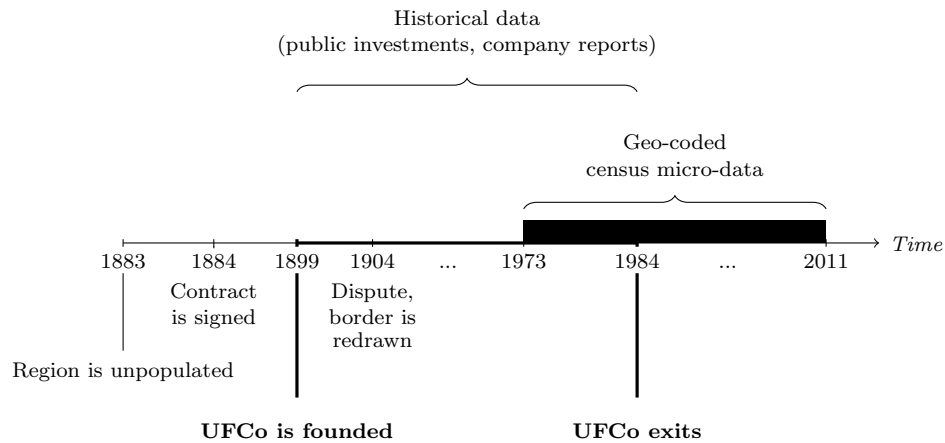 Historical data
(public investments, company reports)
Geo-coded
census micro-data
Time
1883 1884 1899 1904 ... 1973 1984 ... 2011
Contract
is signed
Dispute,
border is
redrawn
Region is unpopulated
UFCo is founded
UFCo exits